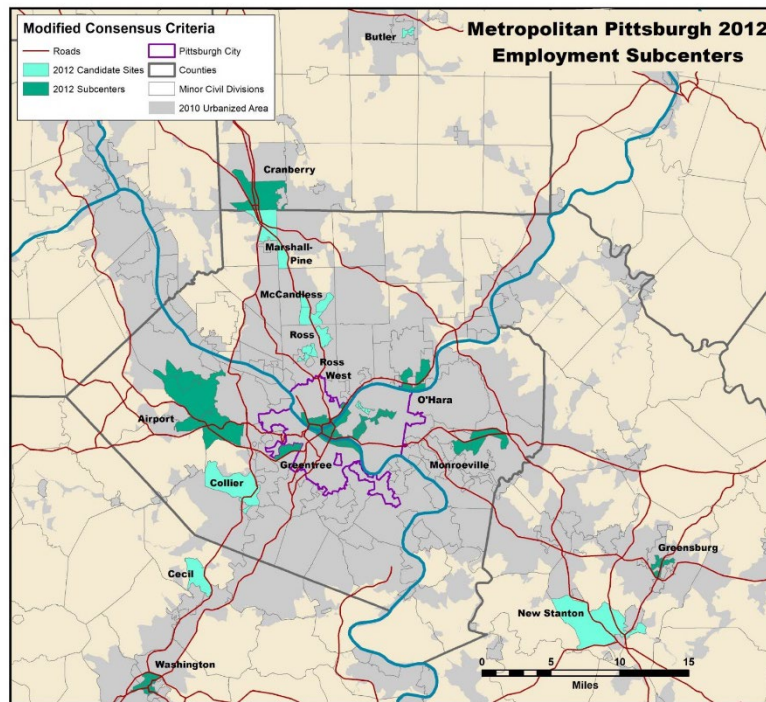 Modified Consensus Criteria
Roads
2012 Candidate Sites
2012 Subcenters
Pittsburgh City
Counties
Minor Civil Divisions
2010 Urbanized Area
Metropolitan Pittsburgh 2012
Employment Subcenters
Butler
Cranberry
Marshall-
Pine
McCandless
Ross
Ross
West
O'Hara
Airport
Greentree
Monroeville
Collier
Greensburg
Cecil
New Stanton
Washington
0 5 10 15
Miles